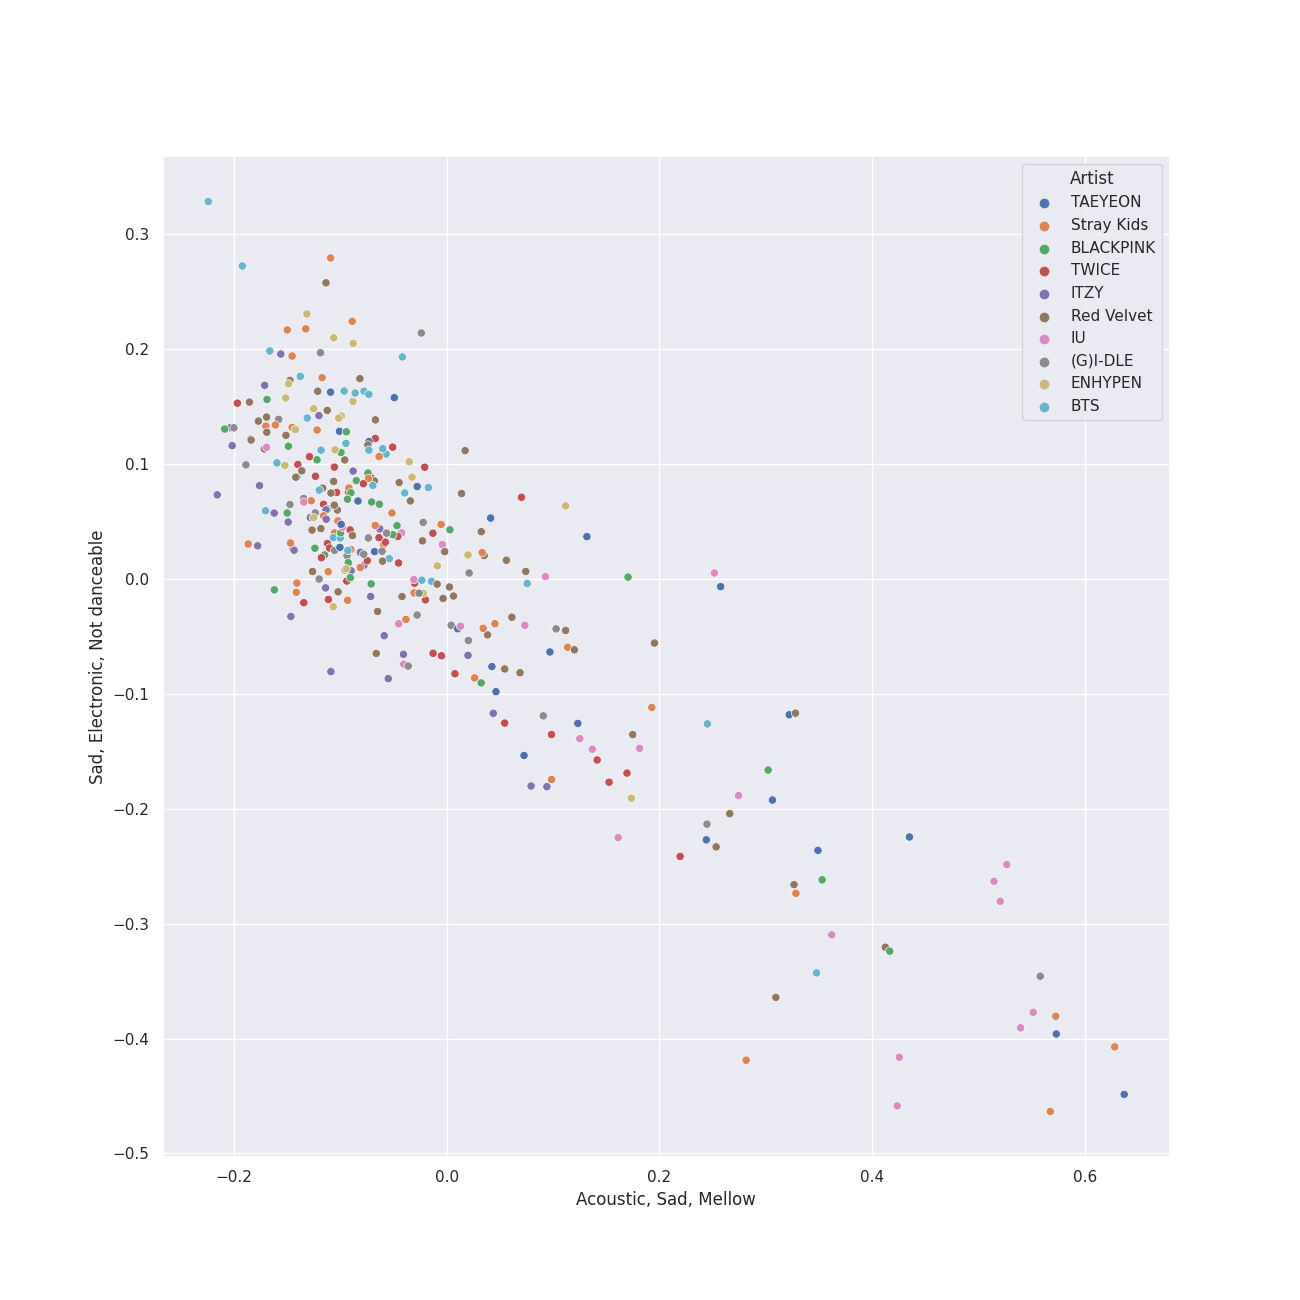 Artist
TAEYEON
Stray Kids
BLACKPINK
TWICE
ITZY
Red Velvet
IU
(G)I-DLE
ENHYPEN
BTS
0.3
0.2
0.1
0.0
−0.1
−0.2
−0.3
−0.4
−0.5
Sad, Electronic, Not danceable
−0.2 0.0 0.2 0.4 0.6
Acoustic, Sad, Mellow